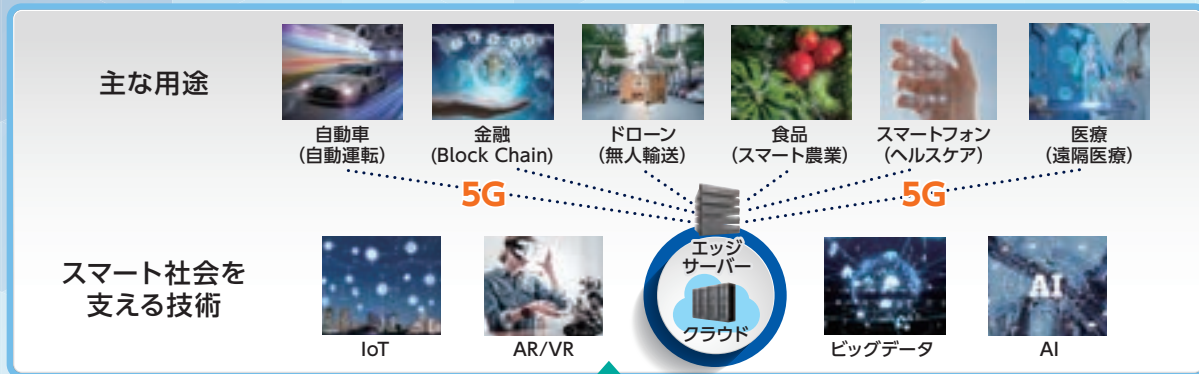 主な用途
自動車
(自動運転)
金融
(Block Chain)
ドローン
(無人輸送)
食品
(スマート農業)
スマートフォン
(ヘルスケア)
医療
(遠隔医療)
5G
5G
スマート社会を
支える技術
エッジ
サーバー
クラウド
IoT
AR/VR
ビッグデータ
AI
AI